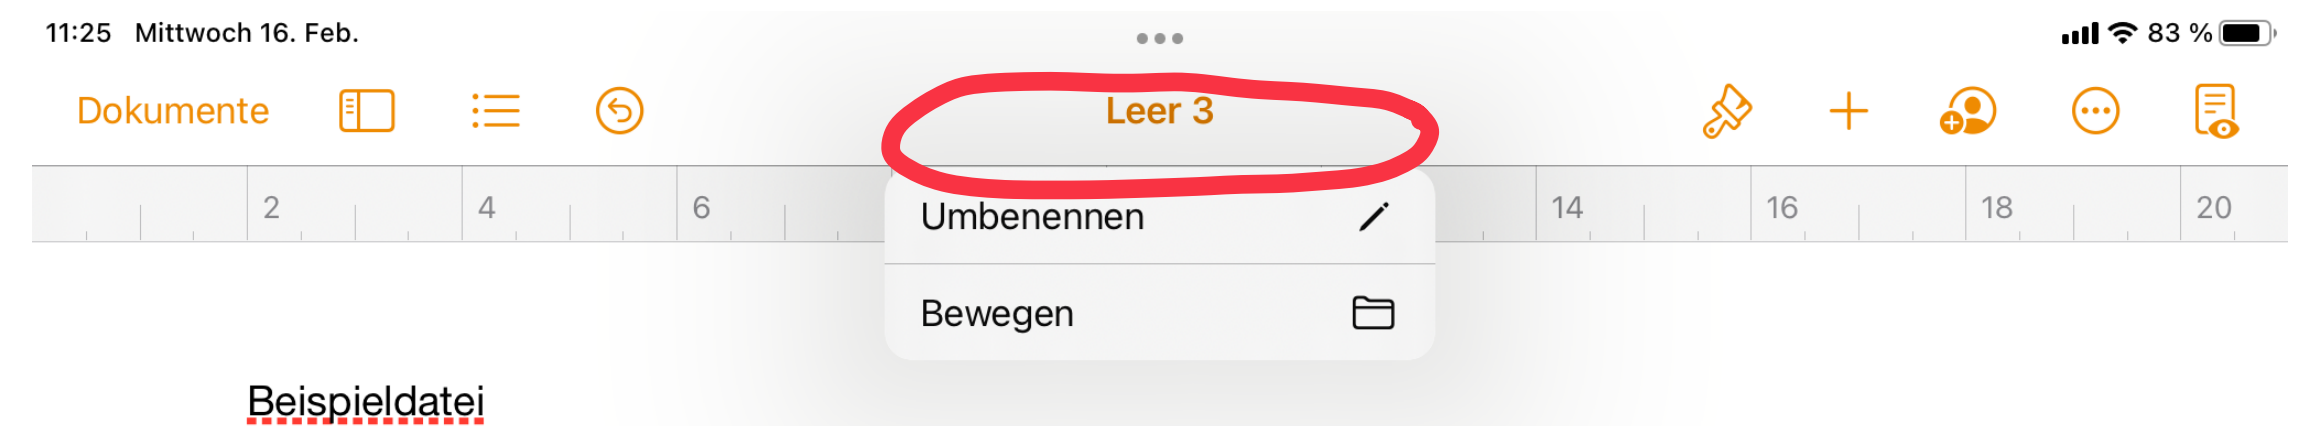 11:25 Mittwoch 16. Feb. 83 %
Dokumente Leer 3
2 4 6 14 16 18 20
Umbenennen
Bewegen
Beispieldatei